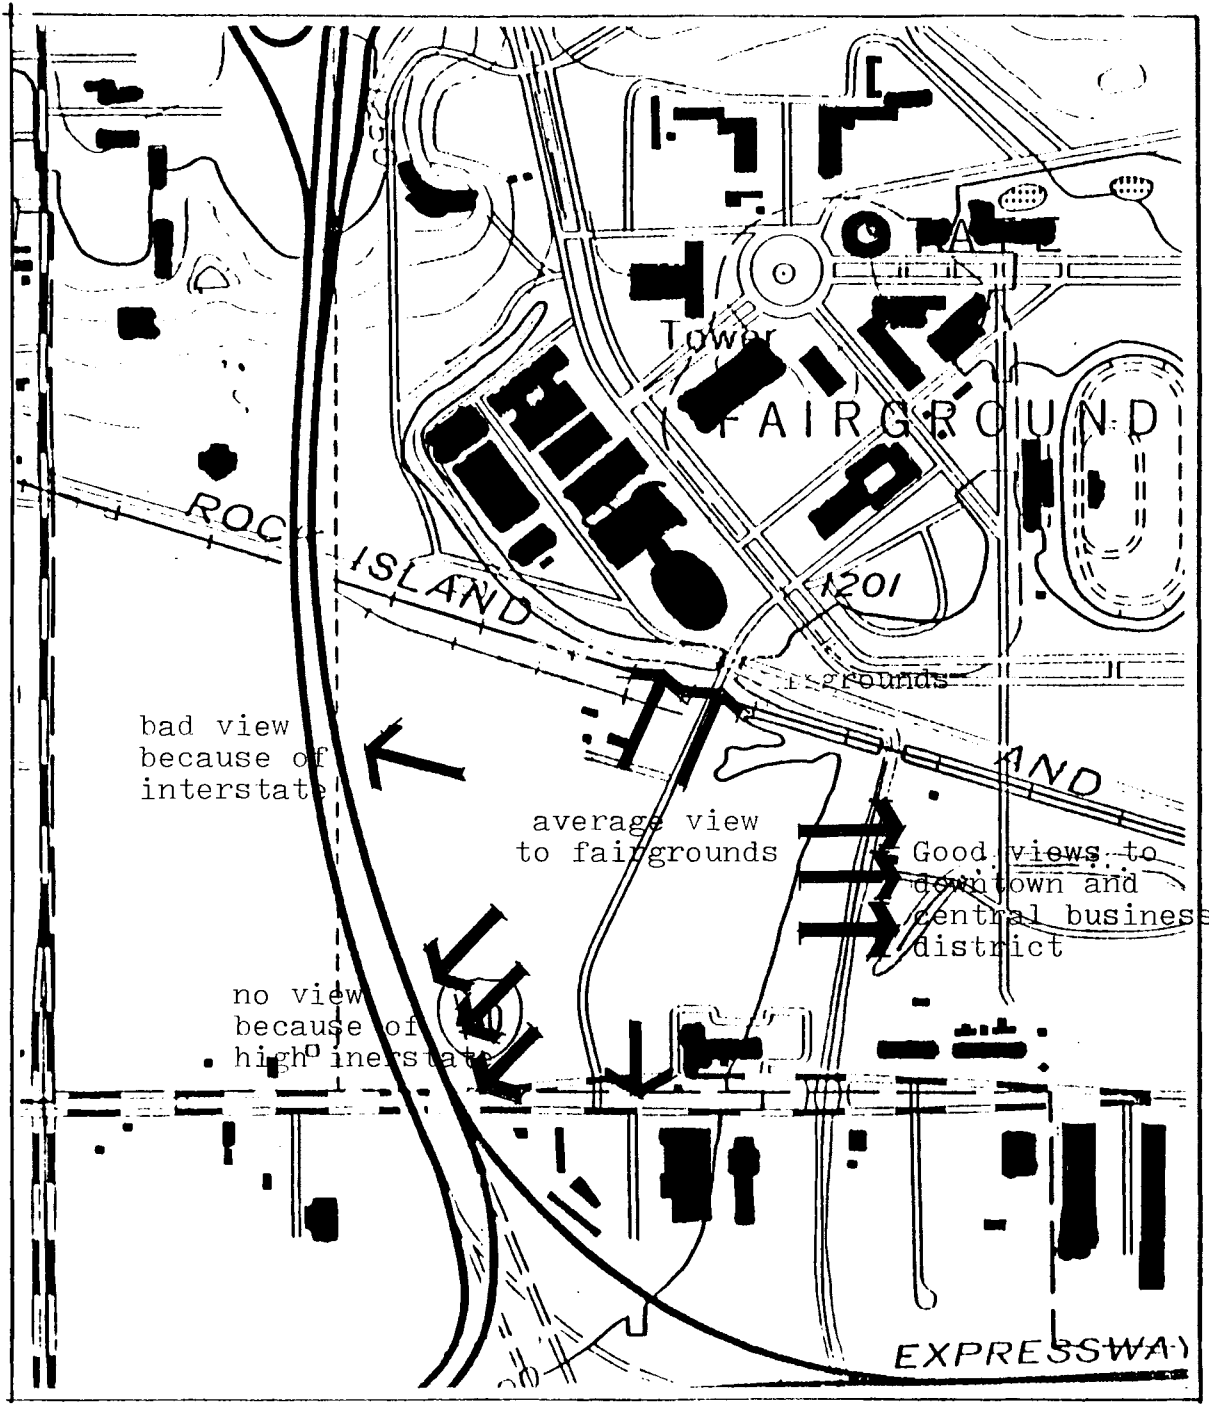 Tower
FAIRGROUND
ROC
ISLAND
1201
grounds
AND
bad view
because of
interstate
average view
to fairgrounds
Good views to
downtown and
central business
district
no view
because of
high inerstate
EXPRESSWAY